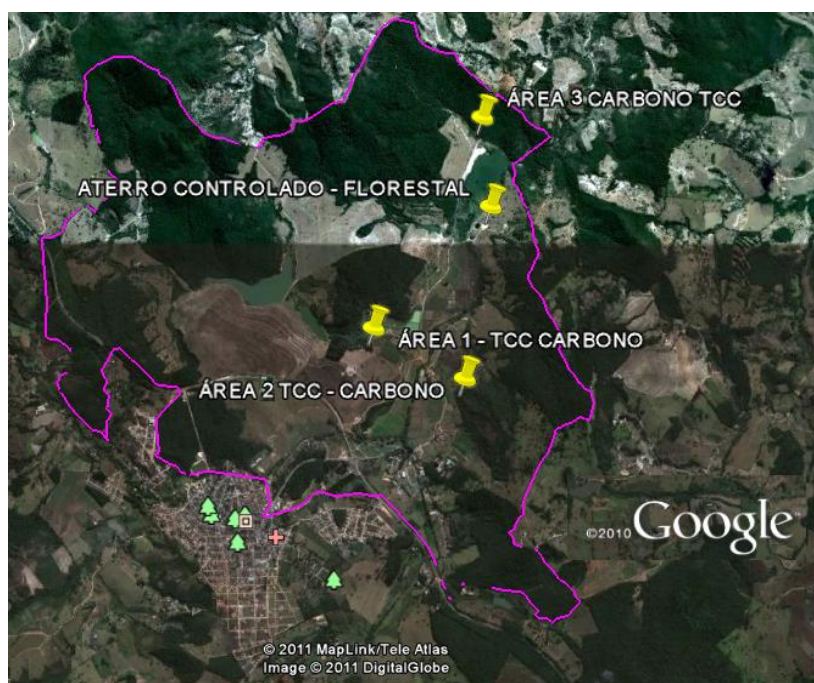 ÁREA 3 CARBONO TCC
ATERRO CONTROLADO - FLORESTAL
ÁREA 1 - TCC CARBONO
ÁREA 2 TCC - CARBONO
©2010 Google
© 2011 MapLink/Tele Atlas
Image © 2011 DigitalGlobe